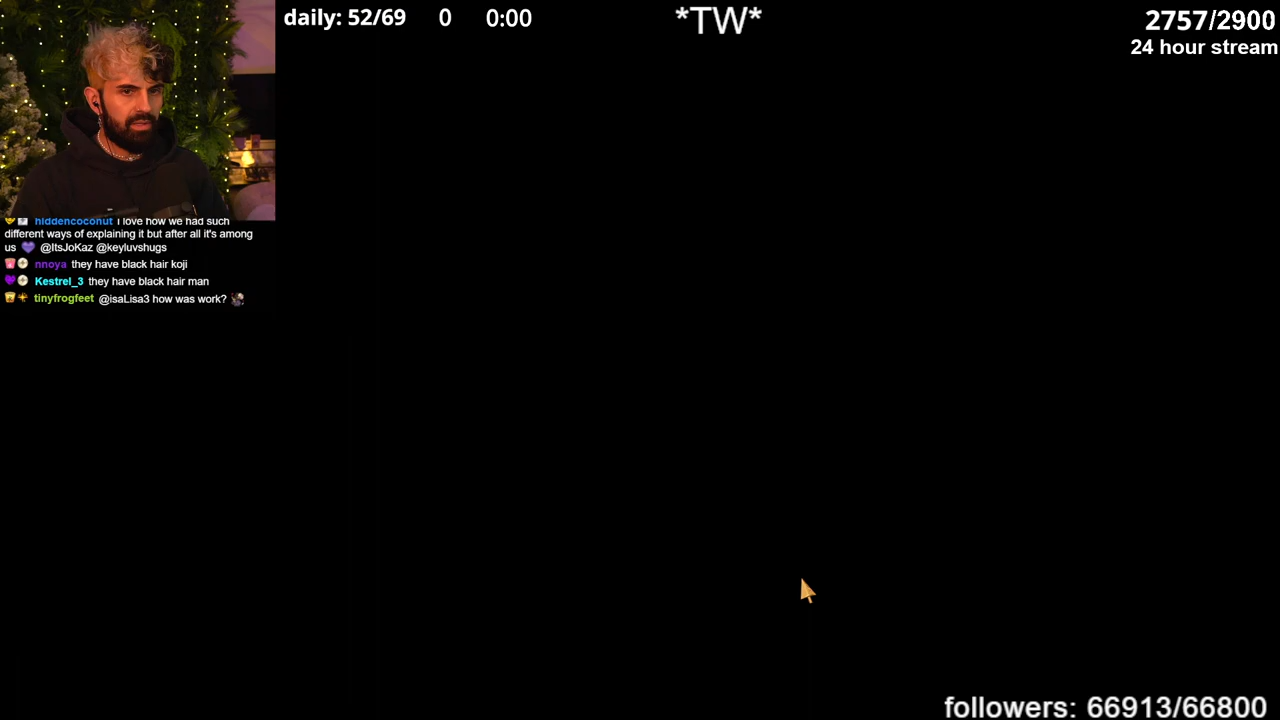 daily: 52/69 0 0:00 *TW* 2757/2900
24 hour stream
hiddencoconut I love how we had such
different ways of explaining it but after all it's among
us @ItsJoKaz @keyluvshugs
nnoya they have black hair koji
Kestrel_3 they have black hair man
tinyfrogfeet @isaLisa3 how was work?
followers: 66913/66800